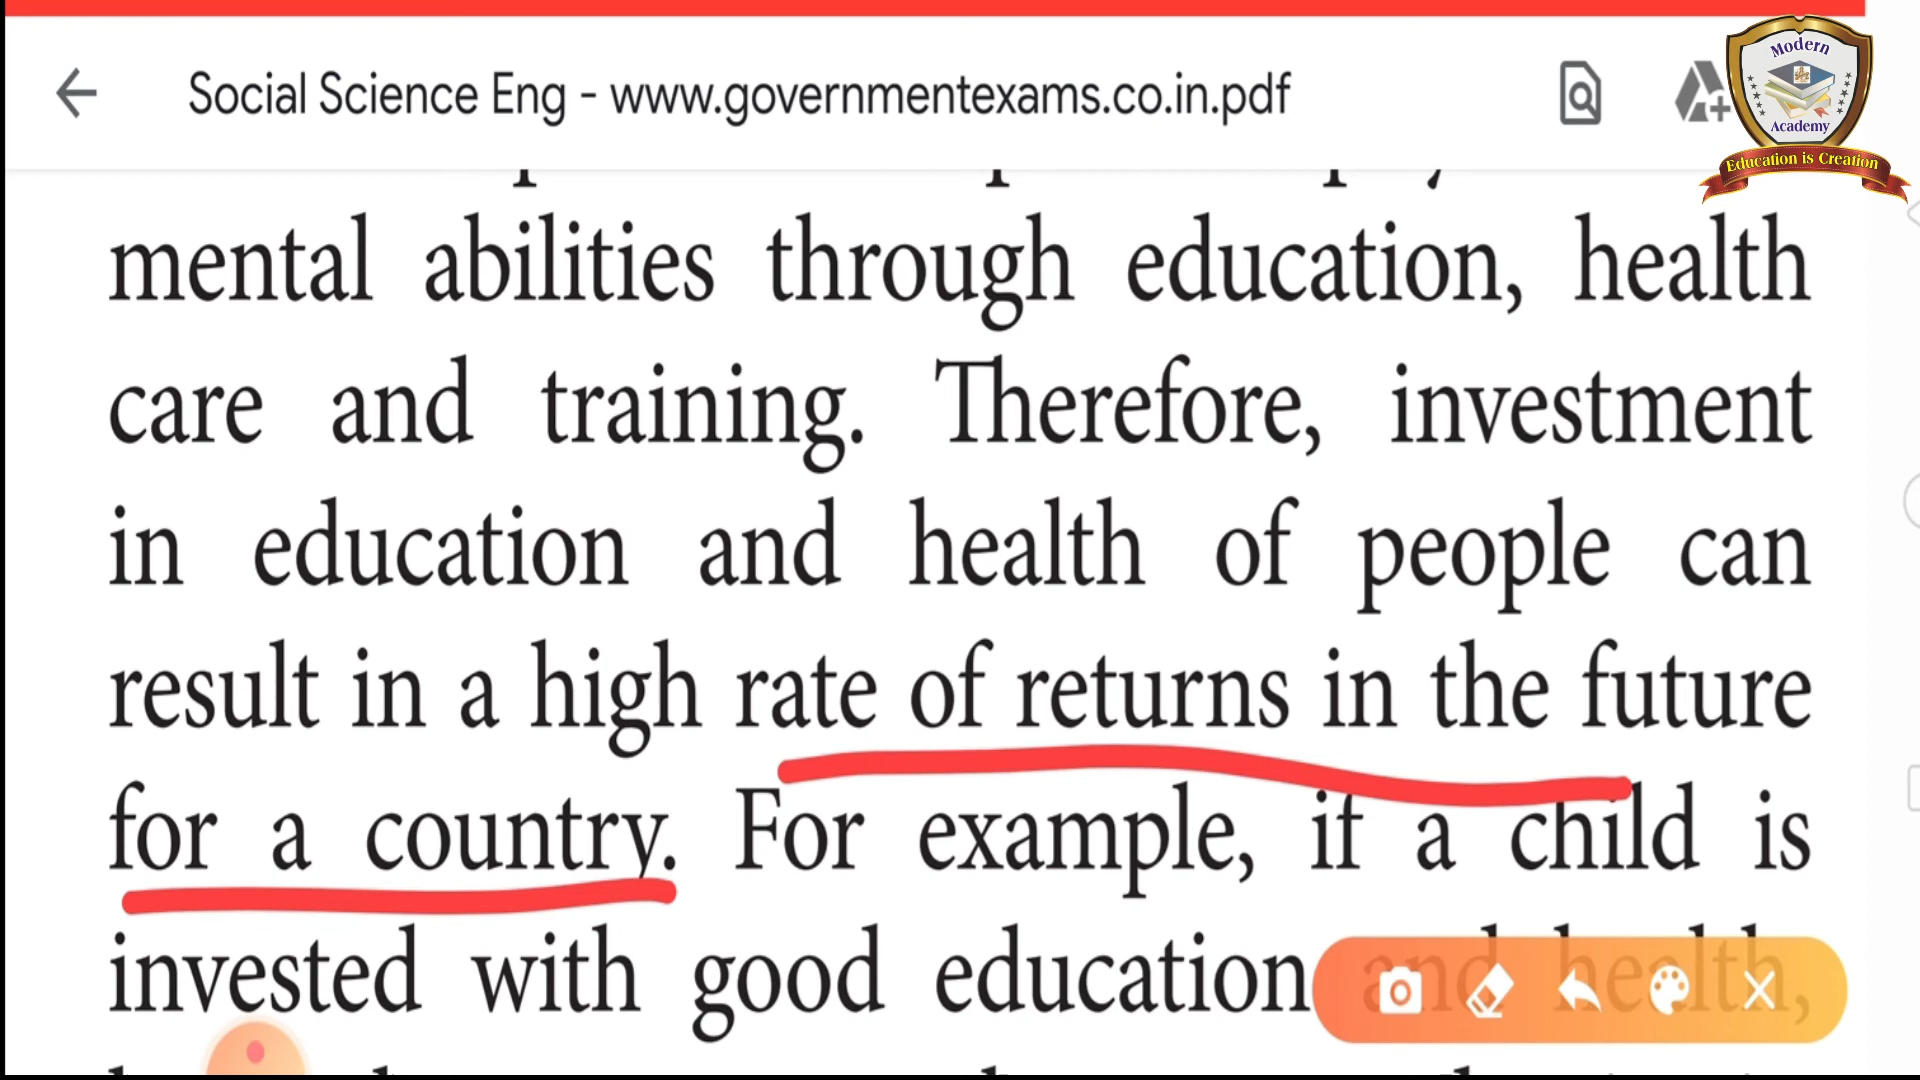 Social Science Eng - www.governmentexams.co.in.pdf
Modern
Academy
Education is Creation
mental abilities through education, health
care and training. Therefore, investment
in education and health of people can
result in a high rate of returns in the future
for a country. For example, if a child is
invested with good education and health,